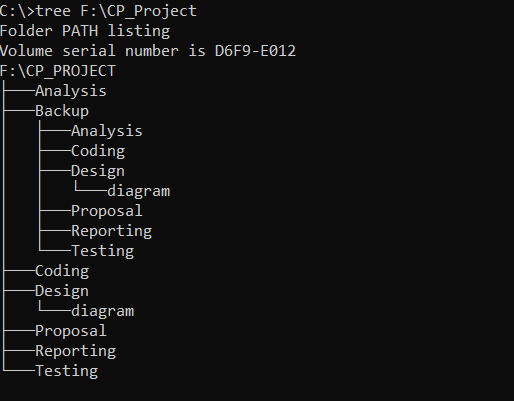 C:\>tree F:\CP_Project
Folder PATH listing
Volume serial number is D6F9-E012
F:\CP_PROJECT
├───Analysis
├───Backup
│   ├───Analysis
│   ├───Coding
│   ├───Design
│   │   └───diagram
│   ├───Proposal
│   ├───Reporting
│   └───Testing
├───Coding
├───Design
│   └───diagram
├───Proposal
├───Reporting
└───Testing